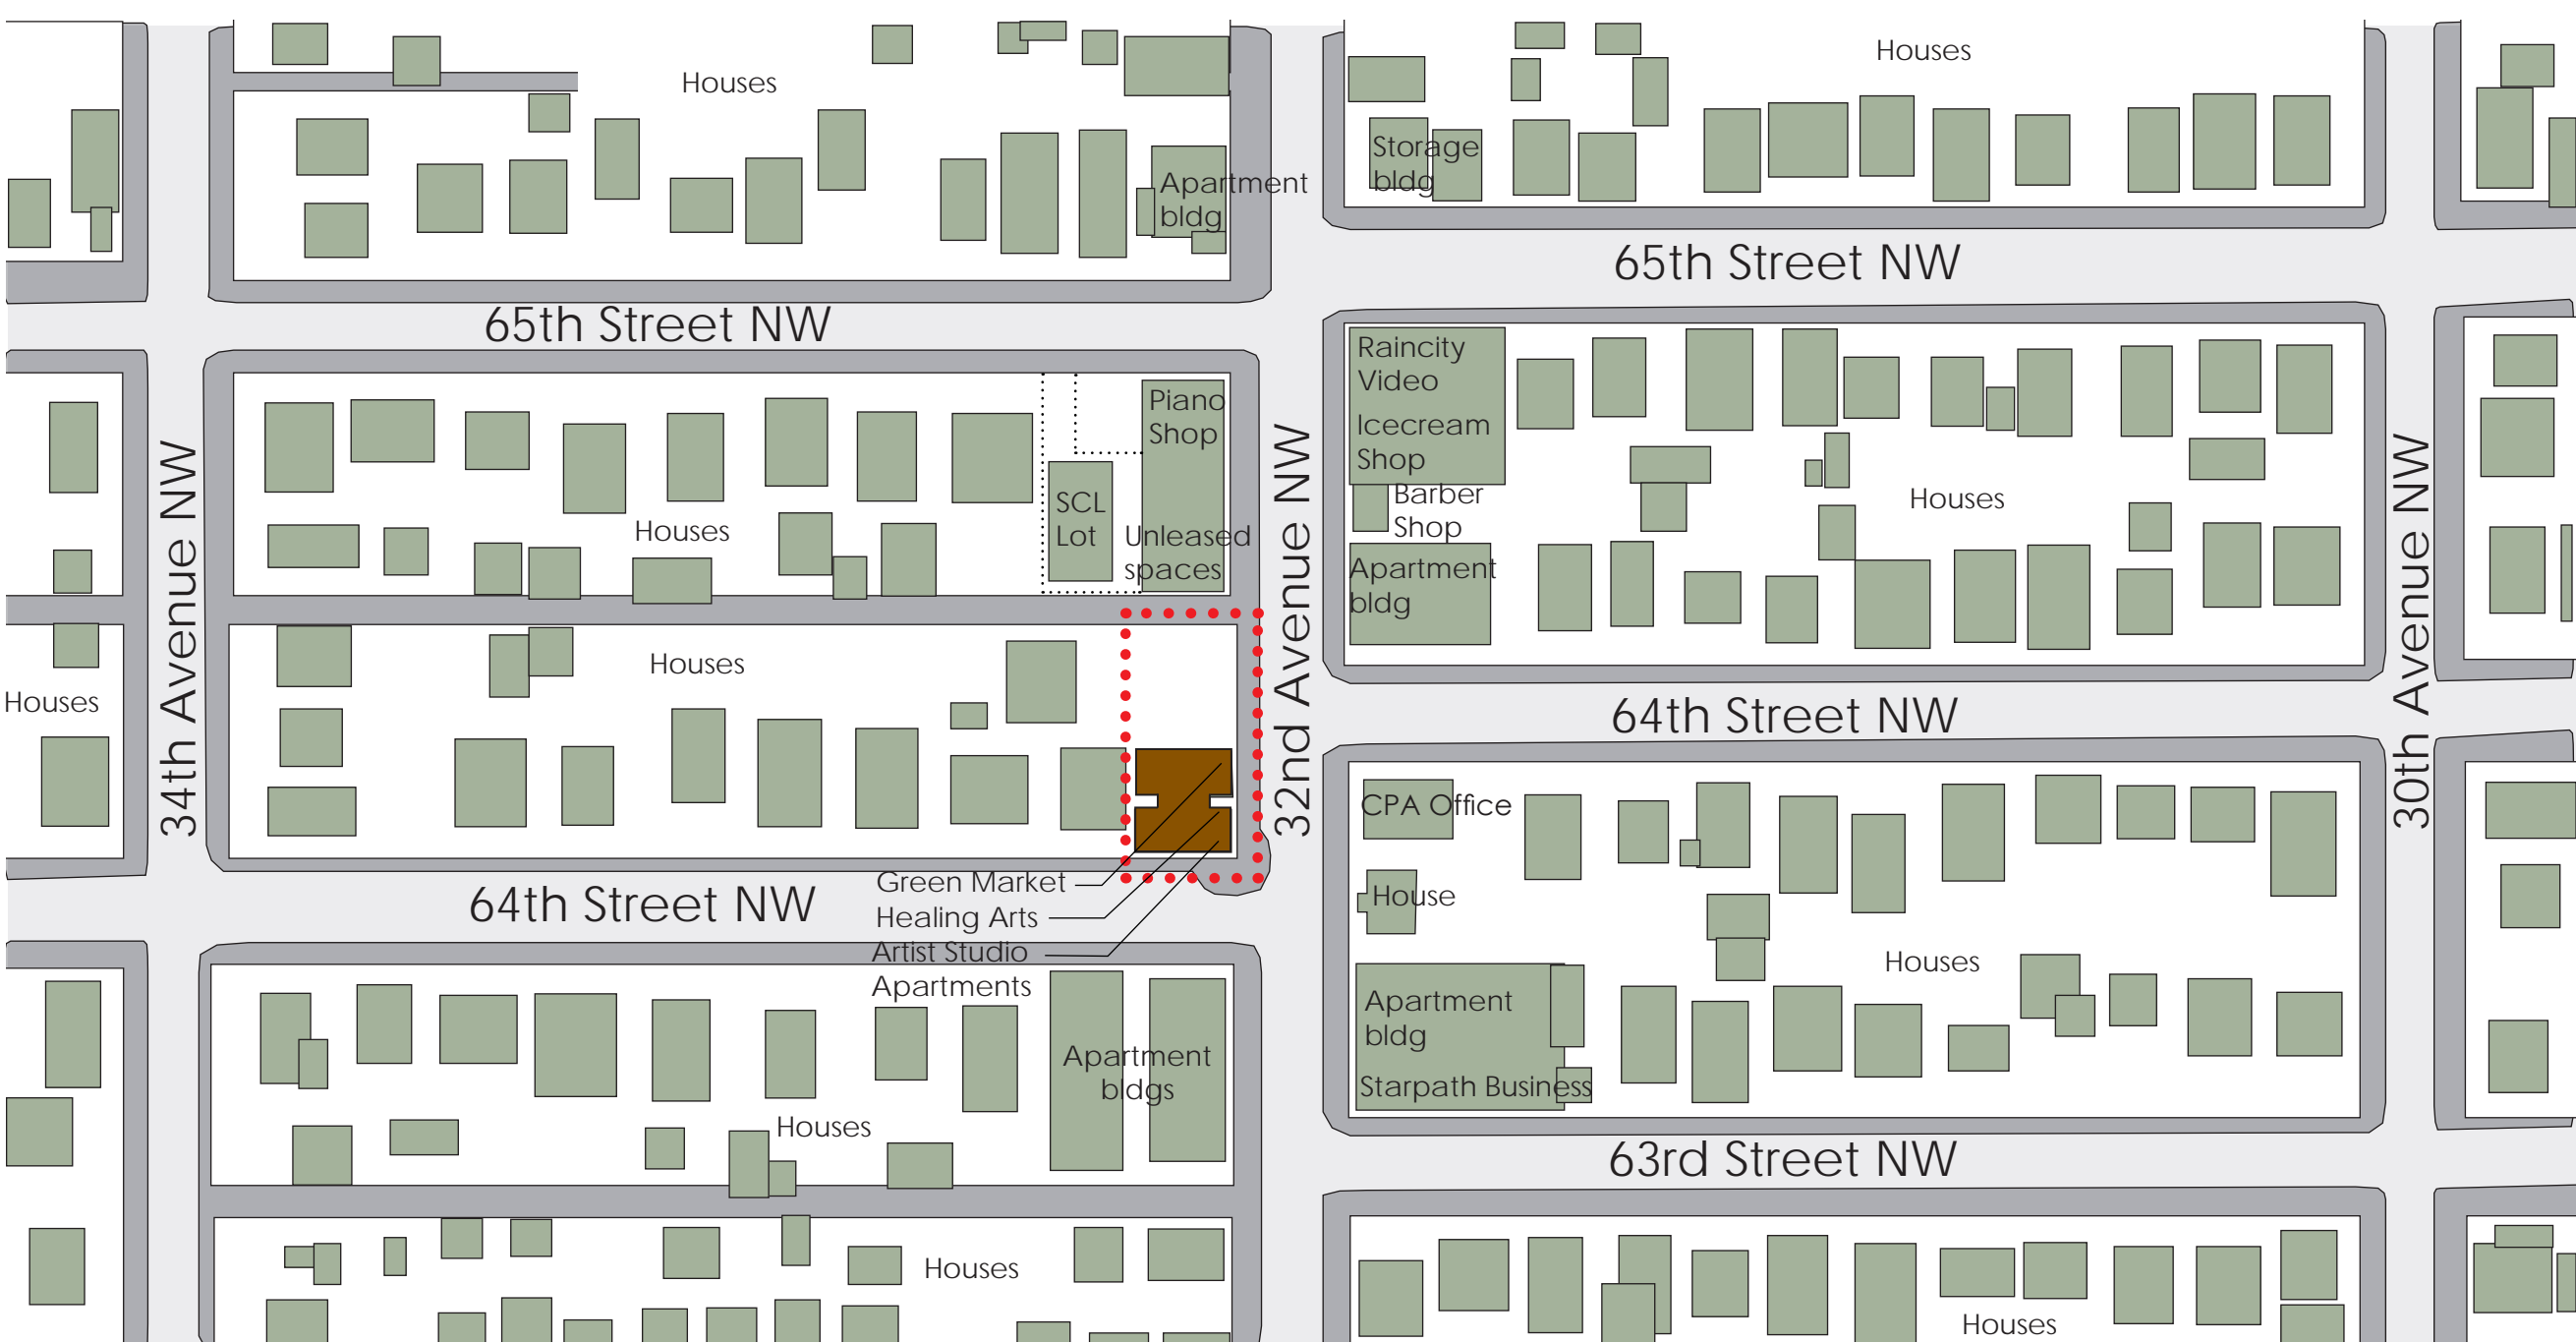 Houses
Houses
Storage
bldg
Apartment
bldg
65th Street NW
65th Street NW
Raincity
Video
Piano
Shop
Icecream
Shop
34th Avenue NW
32nd Avenue NW
30th Avenue NW
SCL
Lot
Barber
Shop
Houses
Houses
Unleased
spaces
Apartment
bldg
Houses
Houses
64th Street NW
CPA Office
Green Market
House
64th Street NW
Healing Arts
Artist Studio
Houses
Apartments
Apartment
bldg
Apartment
bldgs
Starpath Business
Houses
63rd Street NW
Houses
Houses